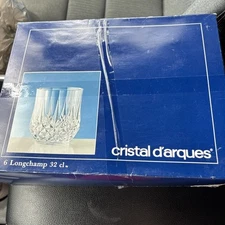 cristal d'arques®
6 Longchamp 32 cl